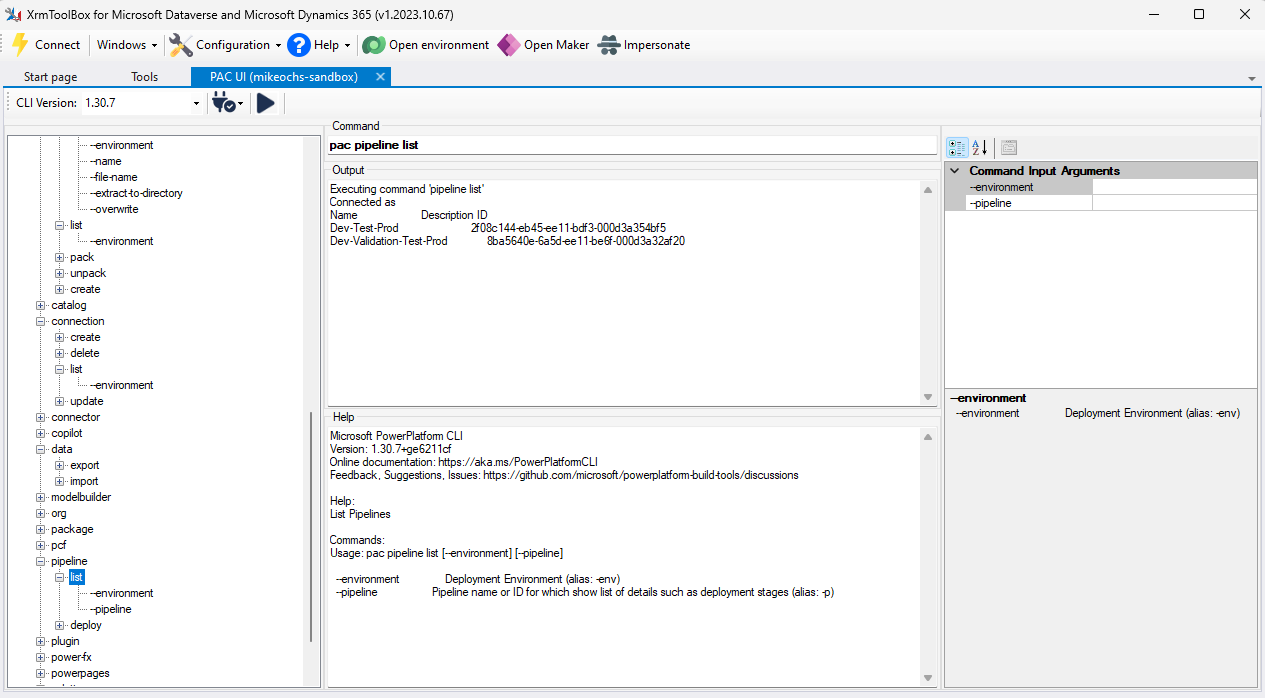 XrmToolBox for Microsoft Dataverse and Microsoft Dynamics 365 (v1.2023.10.67)
Connect Windows Configuration Help Open environment Open Maker Impersonate
Start page Tools PAC UI (mikeochs-sandbox)
CLI Version: 1.30.7
--environment
--name
--file-name
--extract-to-directory
--overwrite
list
--environment
pack
unpack
create
catalog
connection
create
delete
list
--environment
update
connector
copilot
data
export
import
modelbuilder
org
package
pcf
pipeline
list
--environment
--pipeline
deploy
plugin
power-fx
powerpages
Command
pac pipeline list
Output
Executing command 'pipeline list'
Connected as
Name Description ID
Dev-Test-Prod 2f08c144-eb45-ee11-bdf3-000d3a354bf5
Dev-Validation-Test-Prod 8ba5640e-6a5d-ee11-be6f-000d3a32af20
Help
Microsoft PowerPlatform CLI
Version: 1.30.7+ge6211cf
Online documentation: https://aka.ms/PowerPlatformCLI
Feedback, Suggestions, Issues: https://github.com/microsoft/powerplatform-build-tools/discussions
Help:
List Pipelines
Commands:
Usage: pac pipeline list [--environment] [--pipeline]
--environment Deployment Environment (alias: -env)
--pipeline Pipeline name or ID for which show list of details such as deployment stages (alias: -p)
Command Input Arguments
--environment
--pipeline
--environment
--environment Deployment Environment (alias: -env)